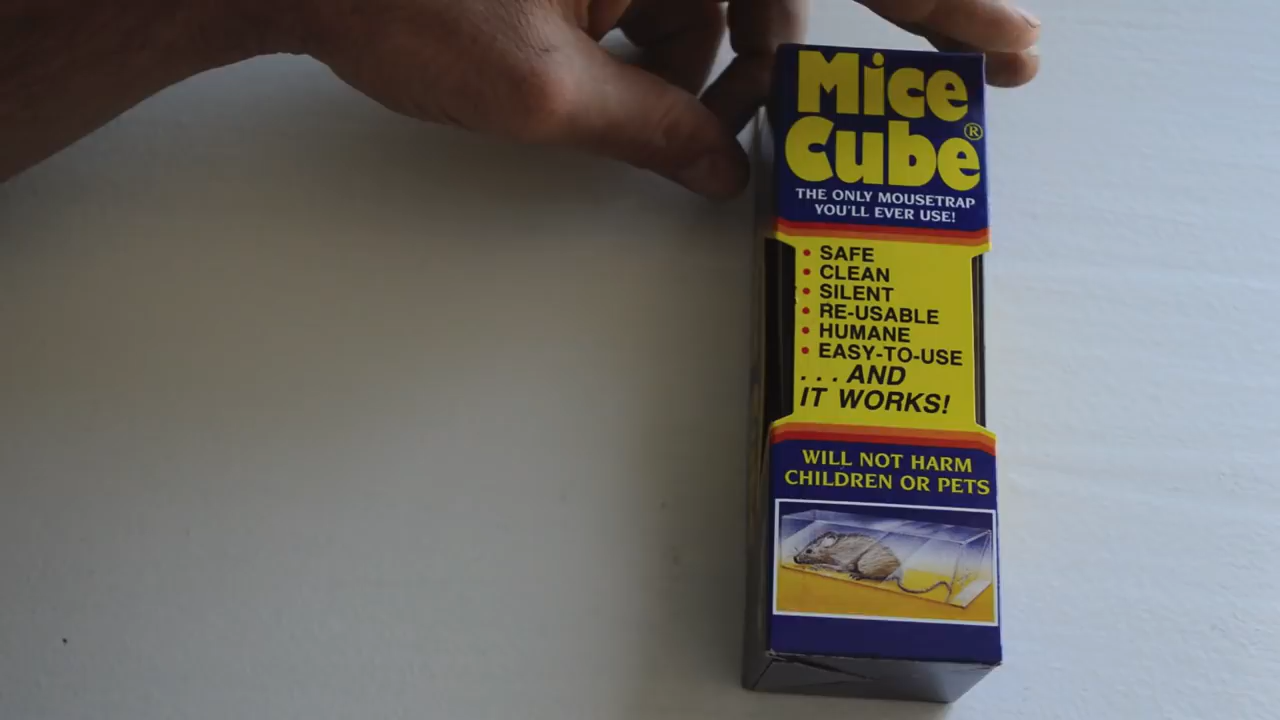 Mice
Cube®
THE ONLY MOUSETRAP
YOU'LL EVER USE!
• SAFE
• CLEAN
• SILENT
• RE-USABLE
• HUMANE
• EASY-TO-USE
...AND
IT WORKS!
WILL NOT HARM
CHILDREN OR PETS